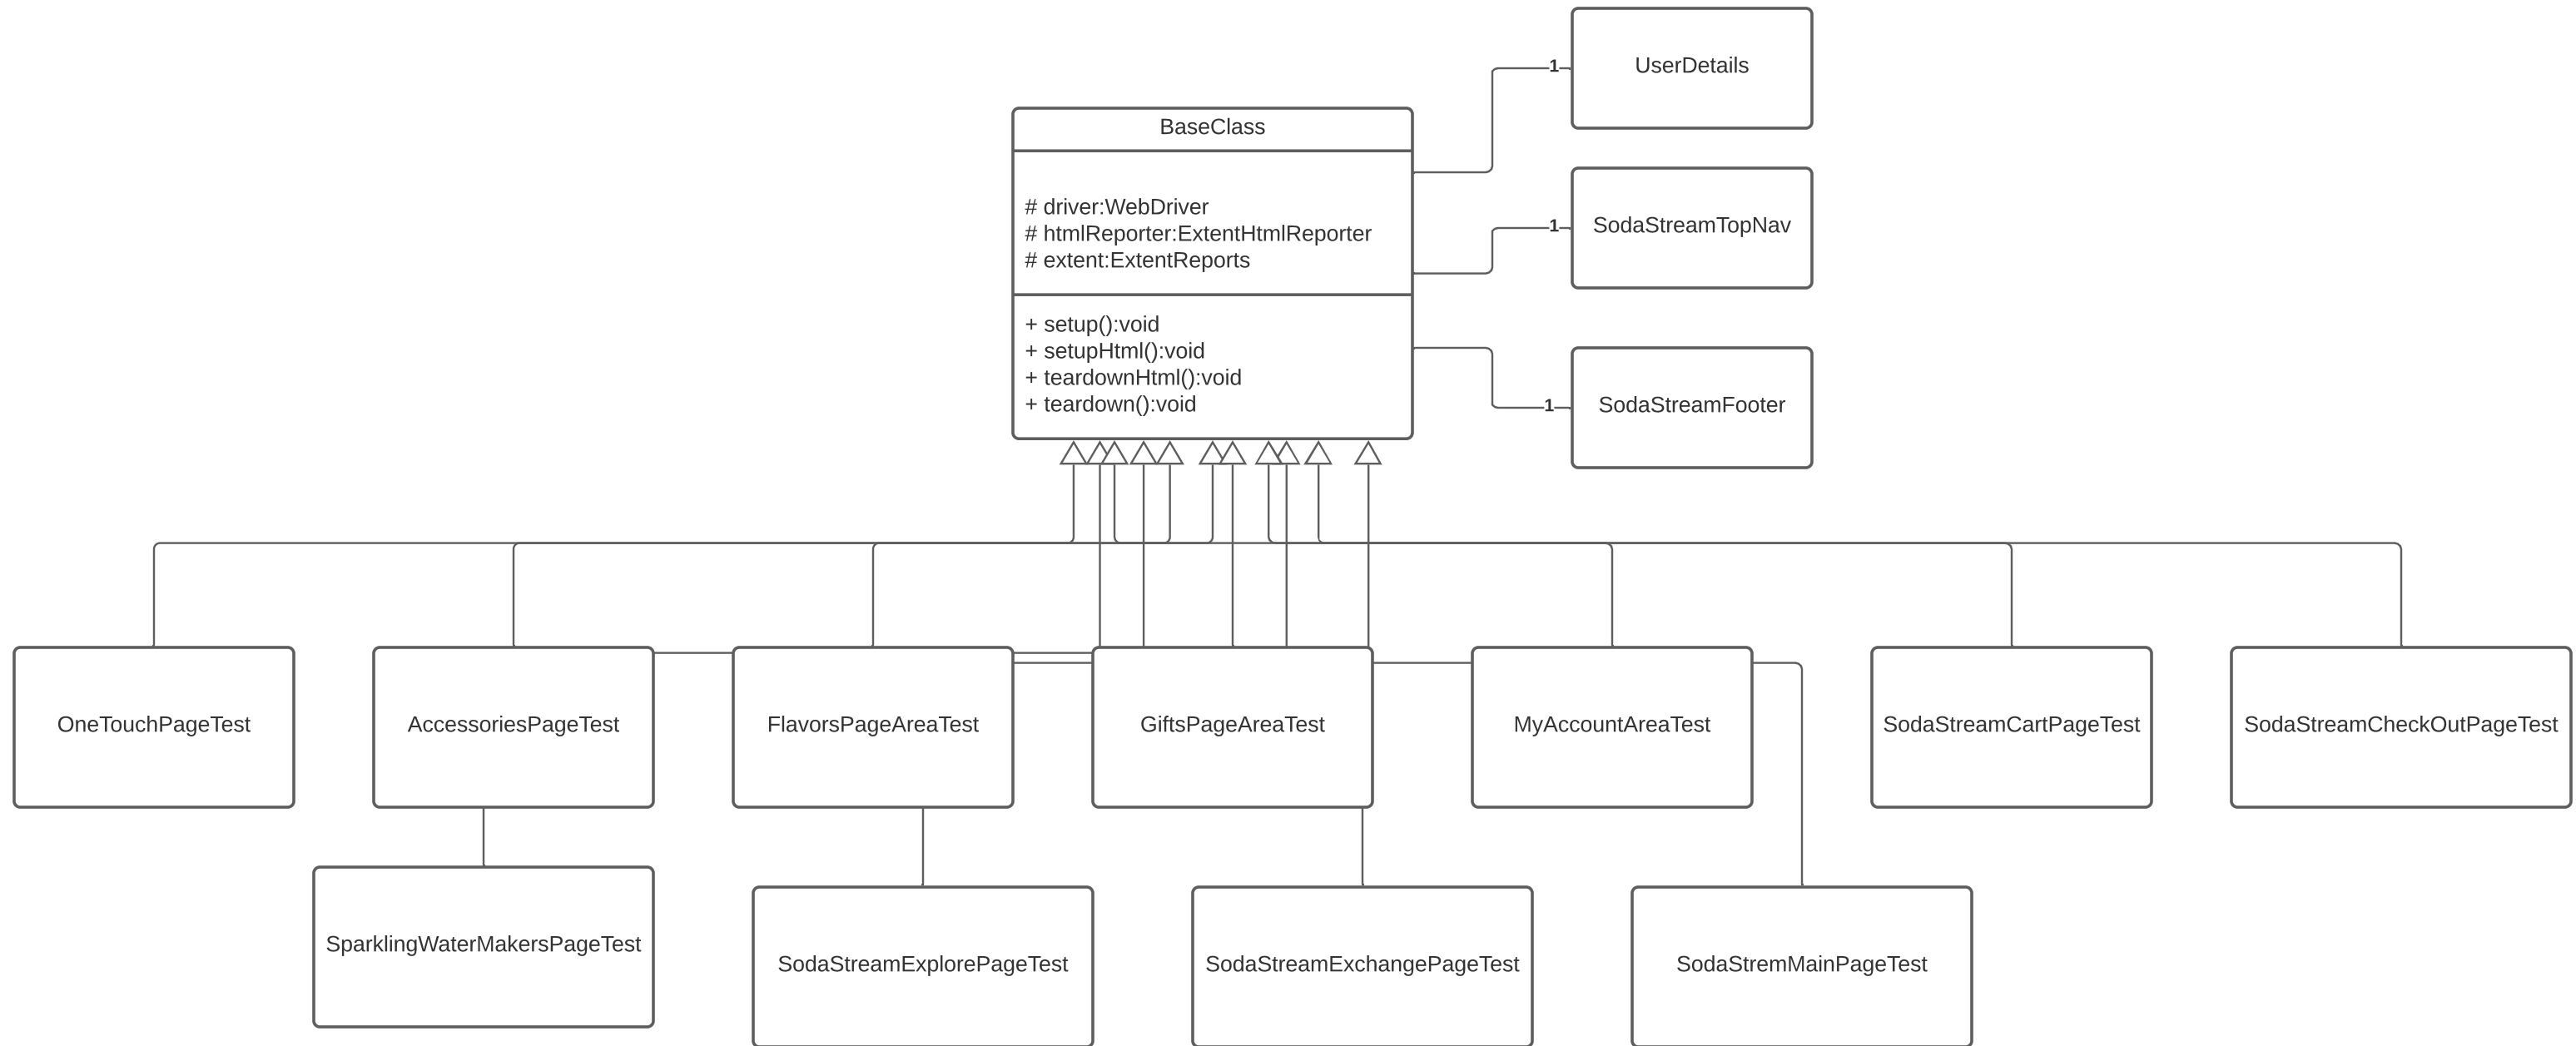 UserDetails
1
BaseClass
# driver:WebDriver
# htmlReporter:ExtentHtmlReporter
# extent:ExtentReports
1
SodaStreamTopNav
+ setup():void
+ setupHtml():void
+ teardownHtml():void
+ teardown():void
1
SodaStreamFooter
OneTouchPageTest
AccessoriesPageTest
FlavorsPageAreaTest
GiftsPageAreaTest
MyAccountAreaTest
SodaStreamCartPageTest
SodaStreamCheckOutPageTest
SparklingWaterMakersPageTest
SodaStreamExplorePageTest
SodaStreamExchangePageTest
SodaStremMainPageTest